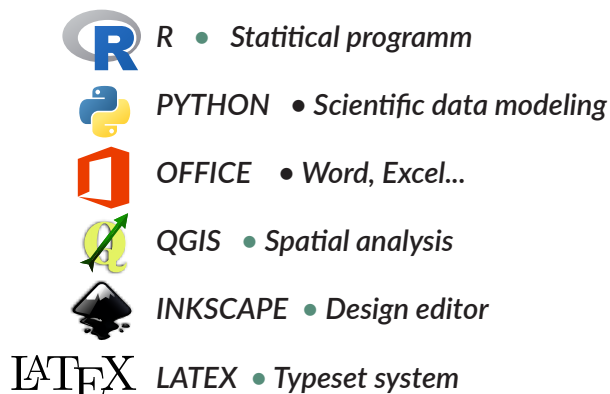 R • Statitical programm
PYTHON • Scientific data modeling
OFFICE • Word, Excel...
QGIS • Spatial analysis
INKSCAPE • Design editor
LATEX LATEX • Typeset system